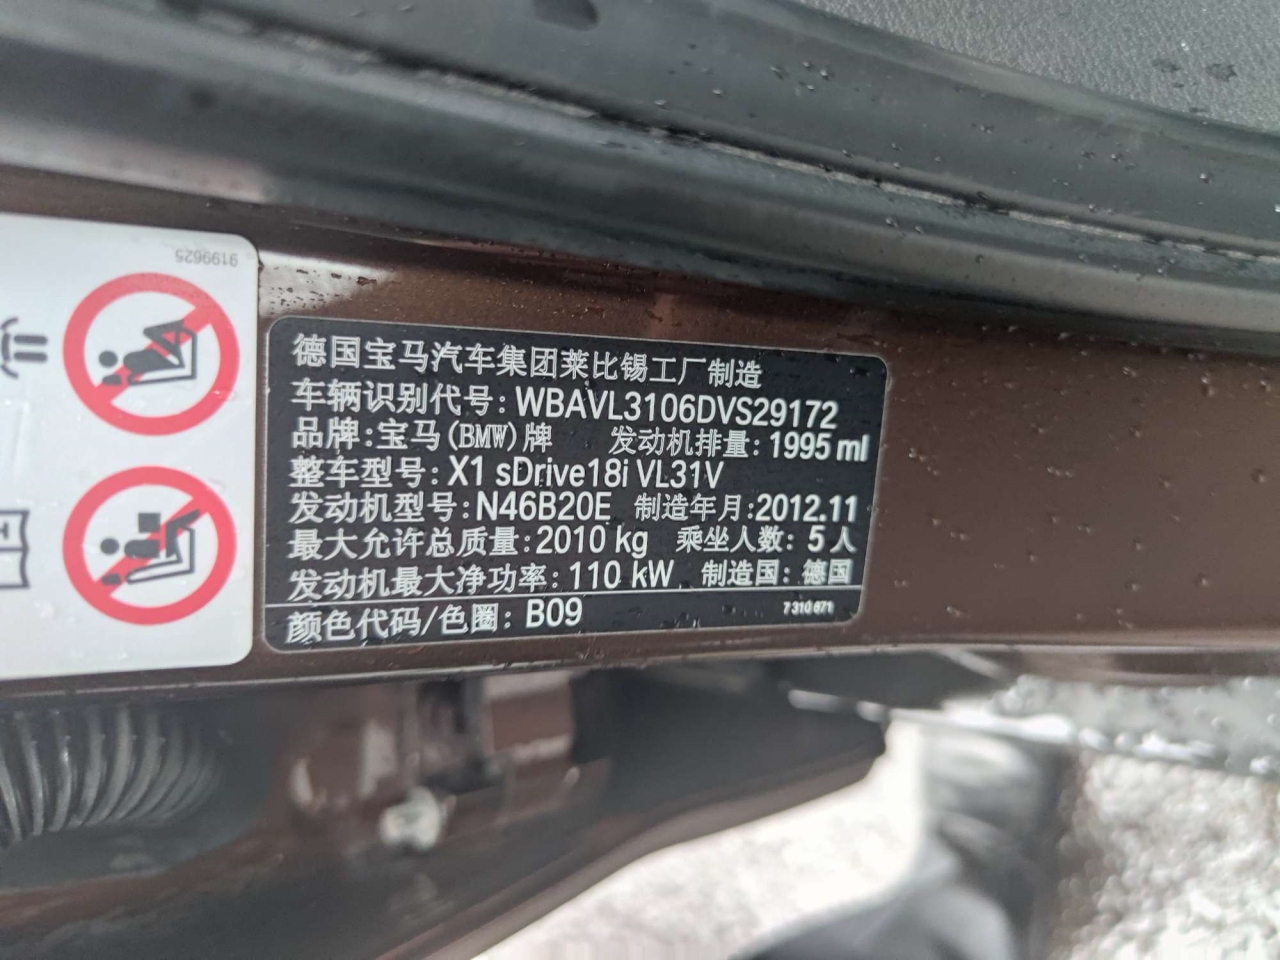 9199625
德国宝马汽车集团莱比锡工厂制造
车辆识别代号: WBAVL3106DVS29172
品牌:宝马(BMW)牌 发动机排量: 1995 ml
整车型号: X1 sDrive18i VL31V
发动机型号: N46B20E 制造年月:2012.11
最大允许总质量: 2010 kg 乘坐人数: 5人
发动机最大净功率: 110 kW 制造国: 德国
颜色代码/色圈: B09 7310871